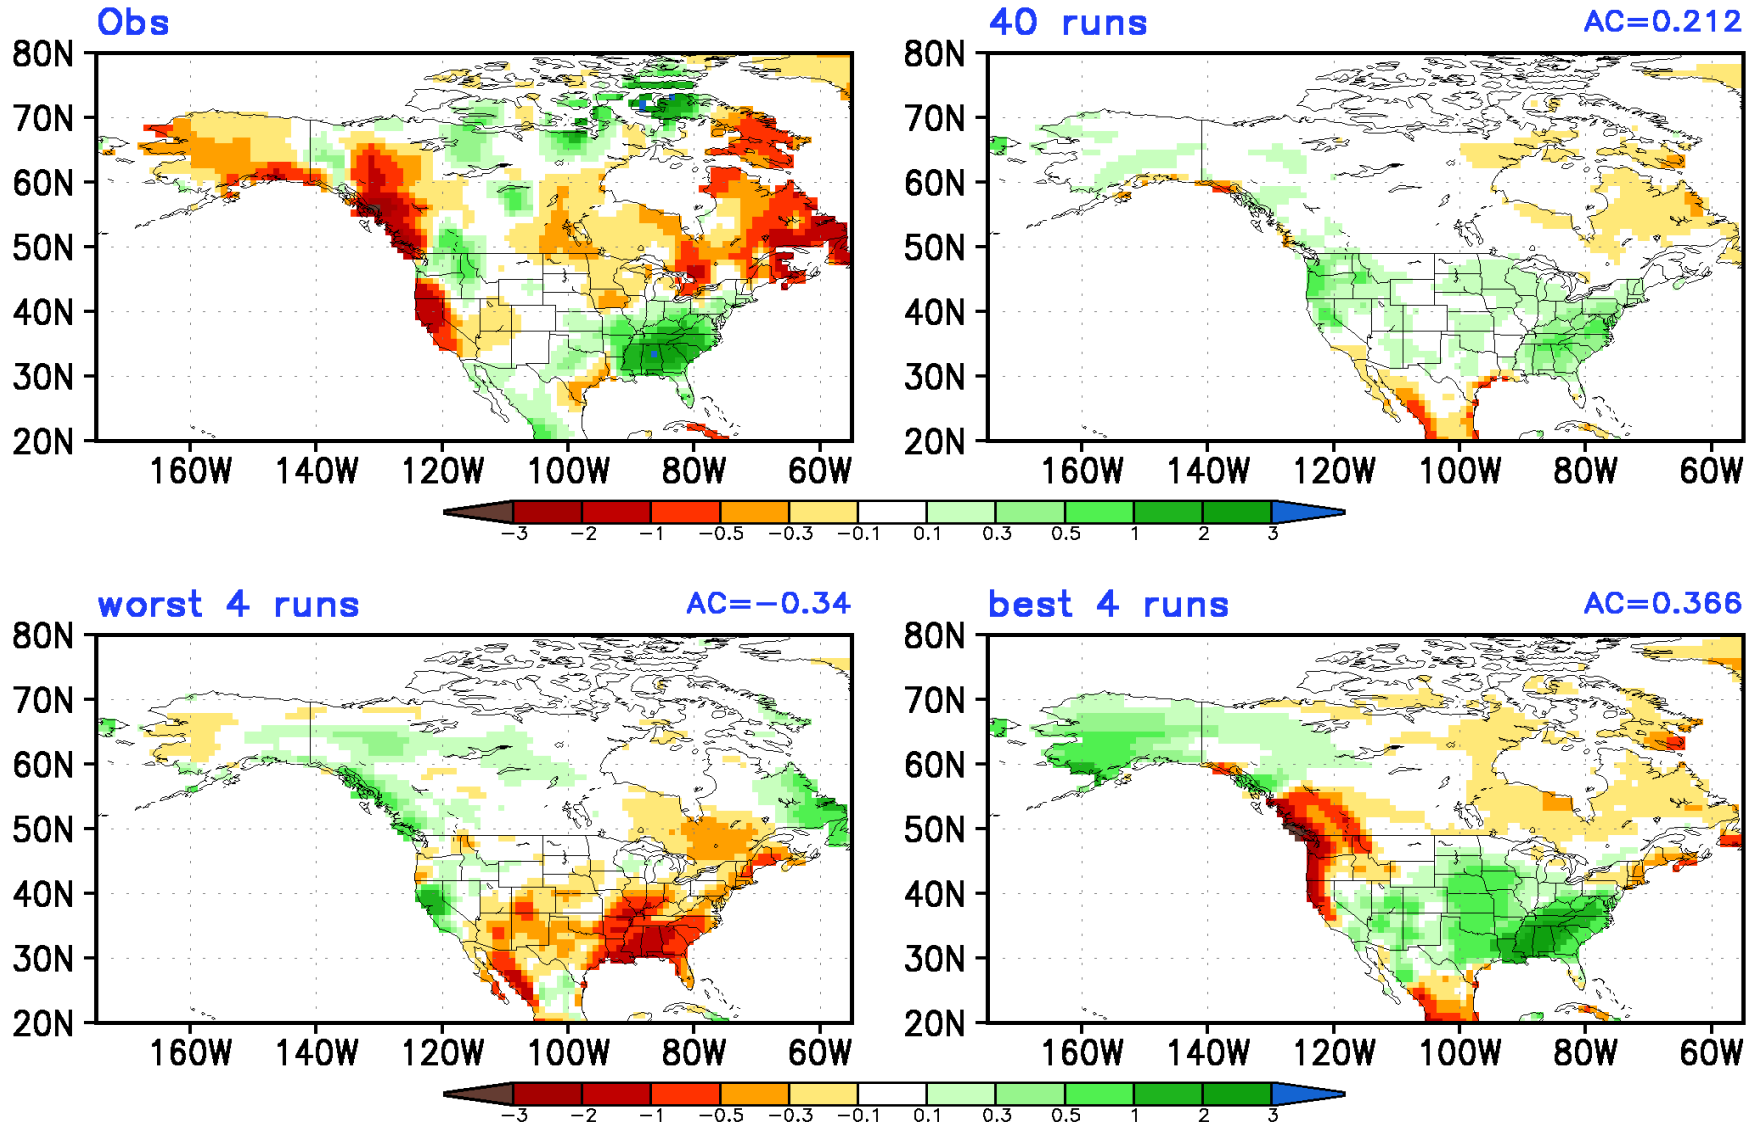 Obs
40 runs AC=0.212
80N
70N
60N
50N
40N
30N
20N
160W 140W 120W 100W 80W 60W
80N
70N
60N
50N
40N
30N
20N
160W 140W 120W 100W 80W 60W
-3 -2 -1 -0.5 -0.3 -0.1 0.1 0.3 0.5 1 2 3
worst 4 runs AC=-0.34
best 4 runs AC=0.366
80N
70N
60N
50N
40N
30N
20N
160W 140W 120W 100W 80W 60W
80N
70N
60N
50N
40N
30N
20N
160W 140W 120W 100W 80W 60W
-3 -2 -1 -0.5 -0.3 -0.1 0.1 0.3 0.5 1 2 3